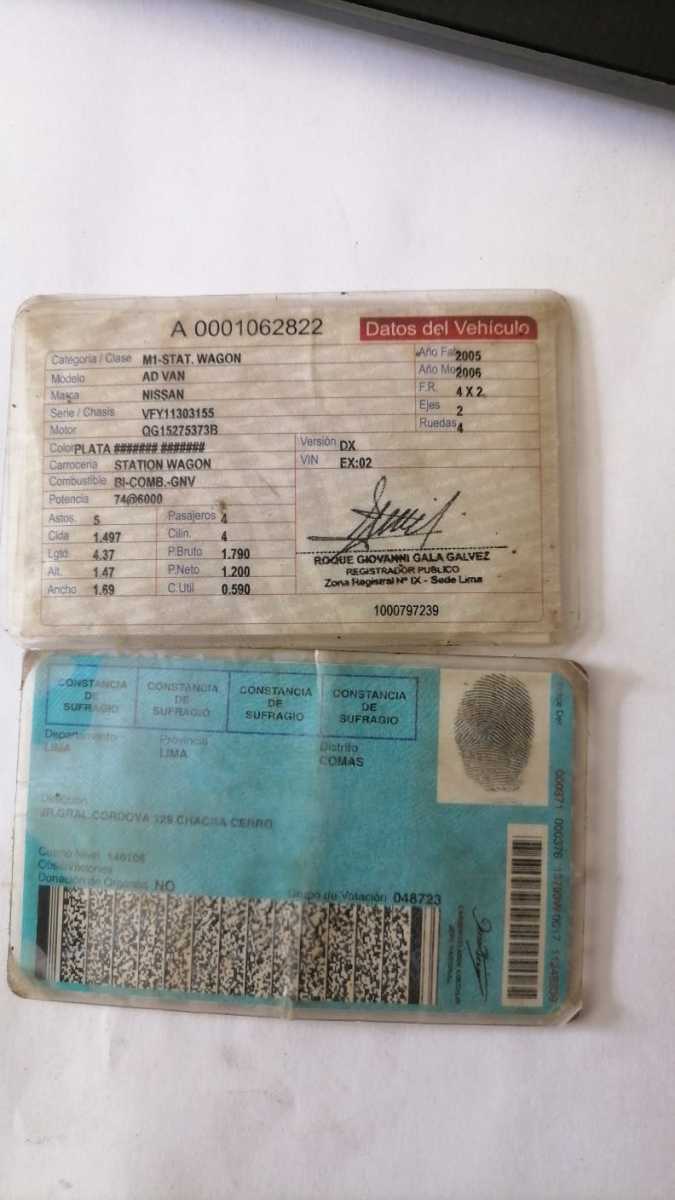 A 0001062822 Datos del Vehículo
Categoria / Clase M1-STAT. WAGON
Modelo AD VAN
Marca NISSAN
Serie / Chasis VFY11303155
Motor QG15275373B
Año Fab 2005
Año Mo 2006
F.R. 4 X 2
Ejes 2
Ruedas 4
Color PLATA ####### #######
Carroceria STATION WAGON
Combustible BI-COMB.-GNV
Potencia 74@6000
Versión DX
VIN EX:02
Astos. 5 Pasajeros 4
Clda 1.497 Cilin. 4
Lgtd 4.37 P.Bruto 1.790
Alt. 1.47 P.Neto 1.200
Ancho 1.69 C.Util 0.590
ROQUE GIOVANNI GALA GALVEZ
REGISTRADOR PUBLICO
Zona Registral Nº IX - Sede Lima
1000797239
CONSTANCIA DE SUFRAGIO
CONSTANCIA DE SUFRAGIO
CONSTANCIA DE SUFRAGIO
CONSTANCIA DE SUFRAGIO
Departamento Provincia Distrito
LIMA LIMA COMAS
Dirección
JR.GRAL.CORDOVA 129 CHACRA CERRO
140106
Observaciones
Donación de Organos NO
Grupo de Votación 048723